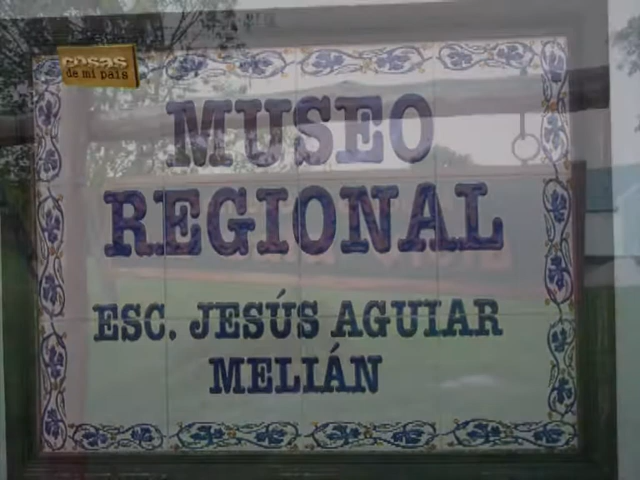 cosas
de mi país
MUSEO
REGIONAL
ESC. JESÚS AGUIAR
MELIÁN